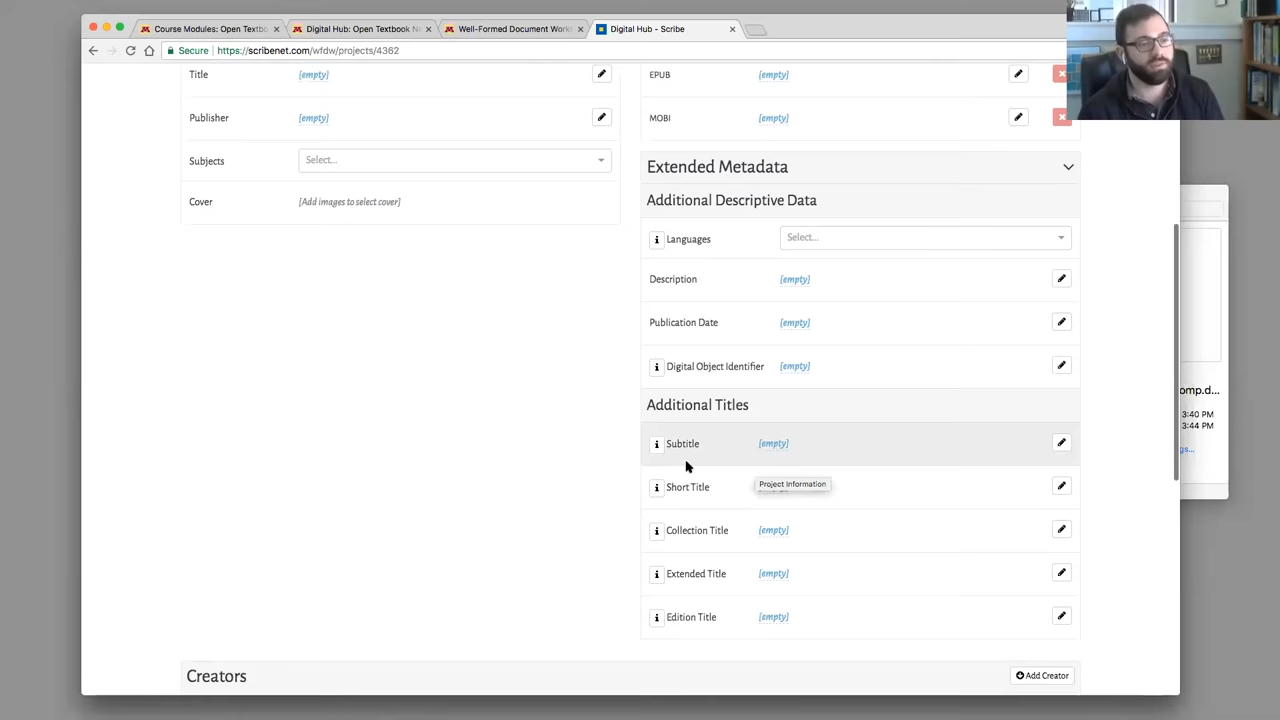 Course Modules: Open Textbo
Digital Hub: Open Textbook N
Well-Formed Document Work
Digital Hub - Scribe
Secure
https://scribenet.com/wfdw/projects/4362
Title
[empty]
Publisher
[empty]
Subjects
Select...
Cover
[Add images to select cover]
EPUB
[empty]
MOBI
[empty]
Extended Metadata
Additional Descriptive Data
Languages
Select...
Description
[empty]
Publication Date
[empty]
Digital Object Identifier
[empty]
Additional Titles
Subtitle
[empty]
Project Information
Short Title
Collection Title
[empty]
Extended Title
[empty]
Edition Title
[empty]
Creators
Add Creator
omp.d...
3:40 PM
3:44 PM
gs...